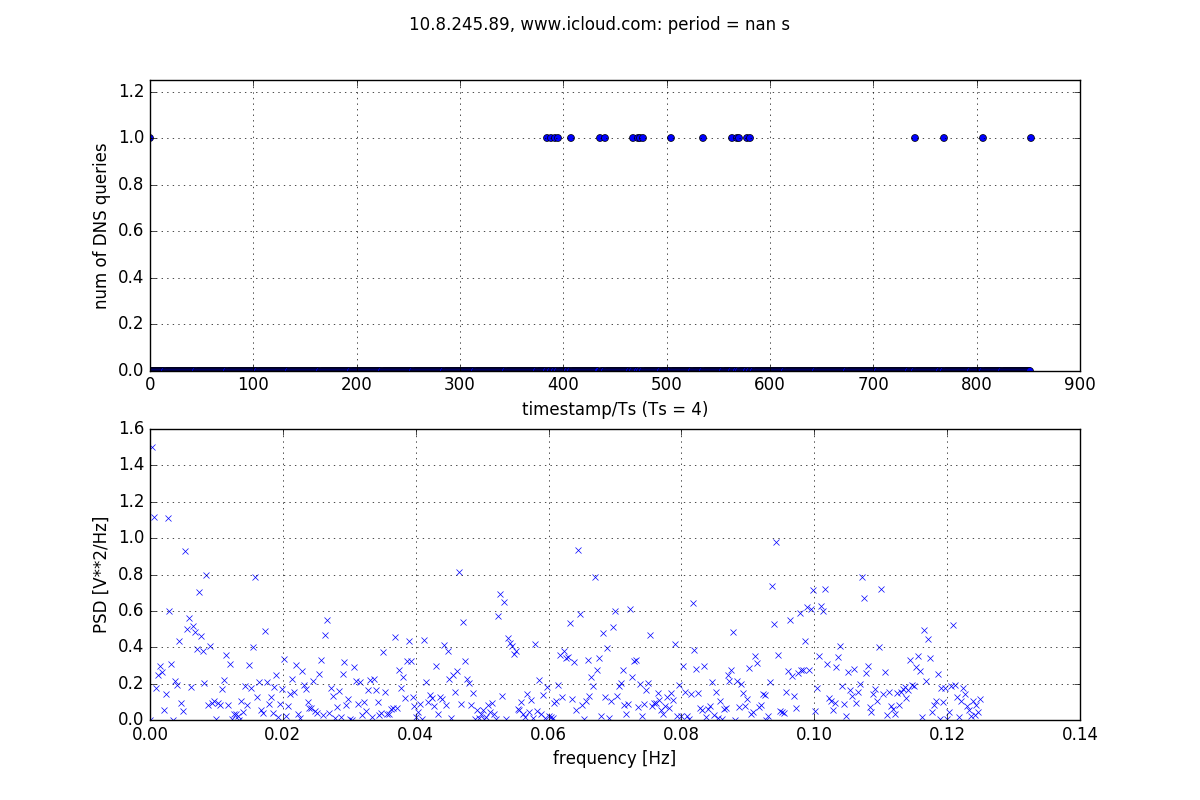 10.8.245.89, www.icloud.com: period = nan s
1.2
1.0
0.8
0.6
0.4
0.2
0.0
num of DNS queries
0 100 200 300 400 500 600 700 800 900
timestamp/Ts (Ts = 4)
1.6
1.4
1.2
1.0
0.8
0.6
0.4
0.2
0.0
PSD [V**2/Hz]
0.00 0.02 0.04 0.06 0.08 0.10 0.12 0.14
frequency [Hz]